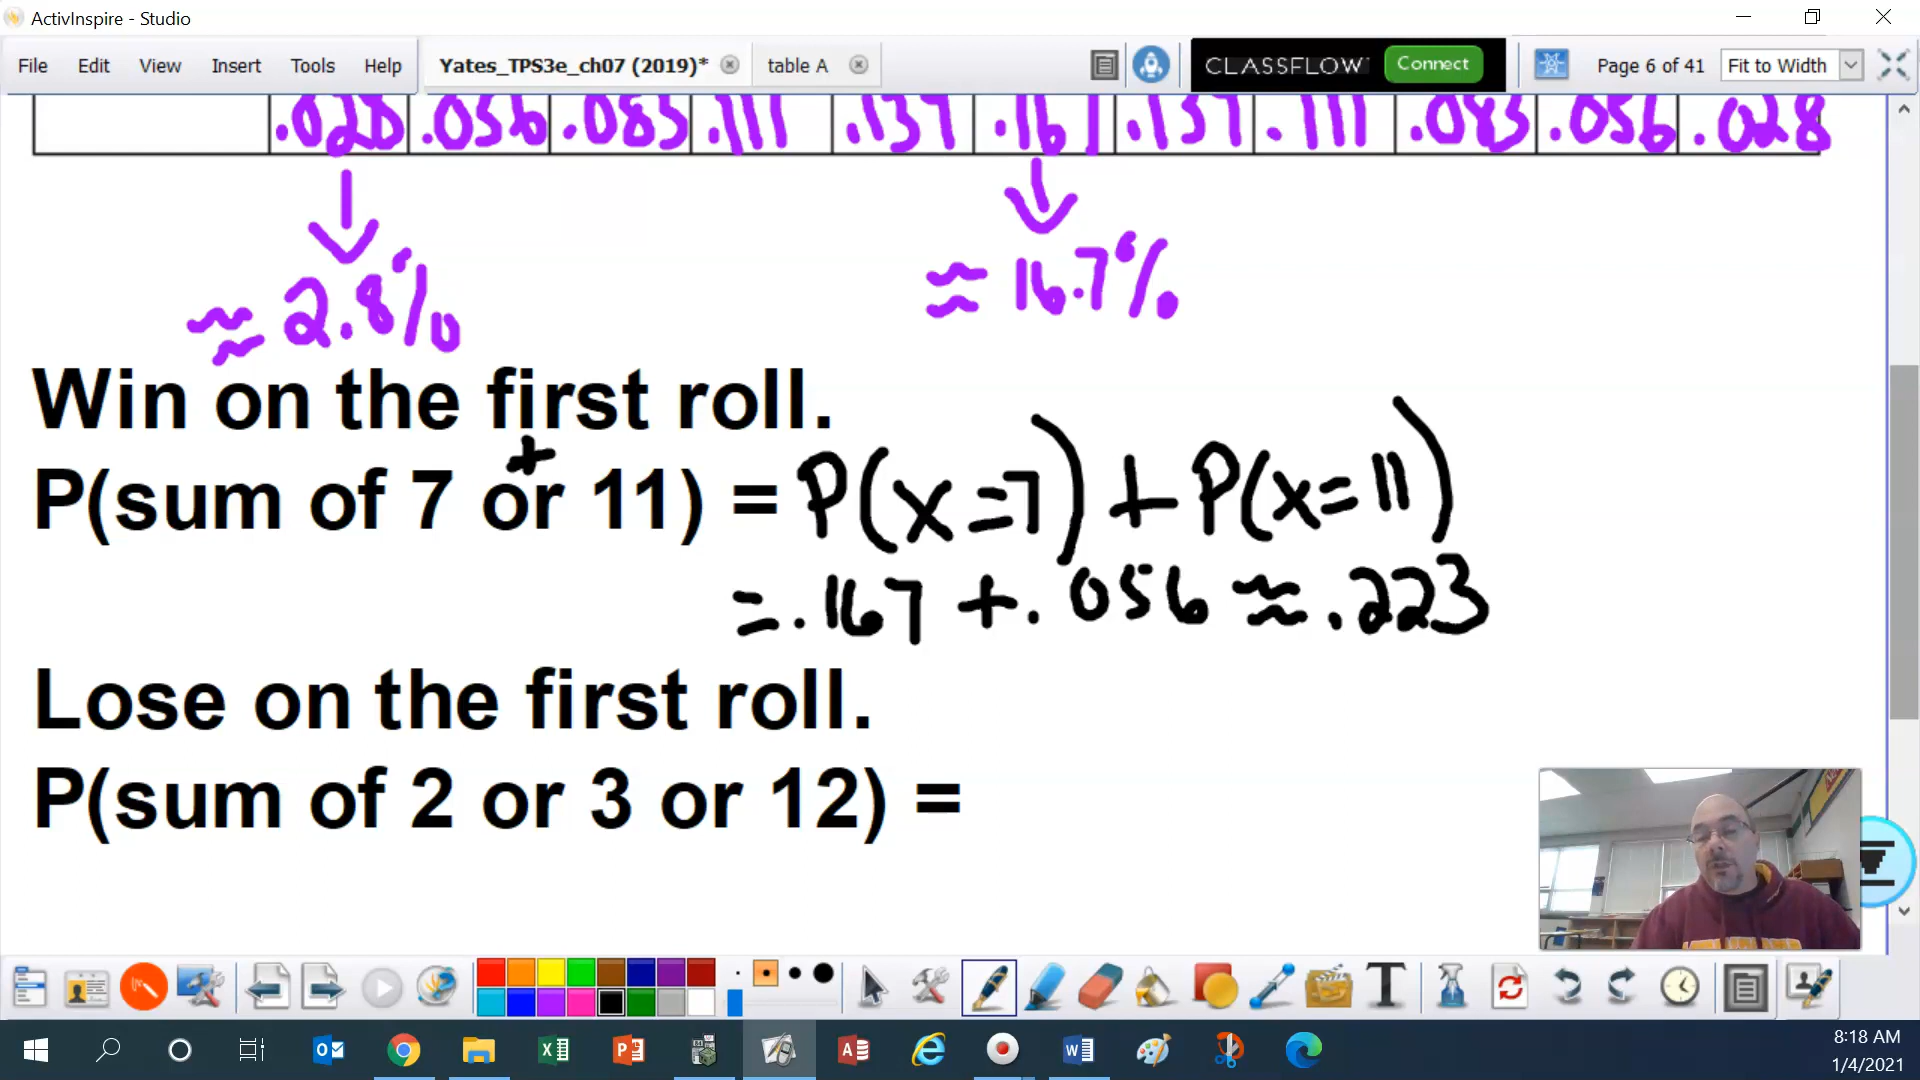 ActivInspire - Studio
File Edit View Insert Tools Help Yates_TPS3e_ch07 (2019)* table A CLASSFLOW Connect Page 6 of 41 Fit to Width
.028 .056 .083 .111 .139 .167 .139 .111 .083 .056 .028
≈ 2.8% ≈ 16.7%
Win on the first roll.
+
P(sum of 7 or 11) = P(x=7) + P(x=11)
= .167 + .056 ≈ .223
Lose on the first roll.
P(sum of 2 or 3 or 12) =
T
8:18 AM
1/4/2021